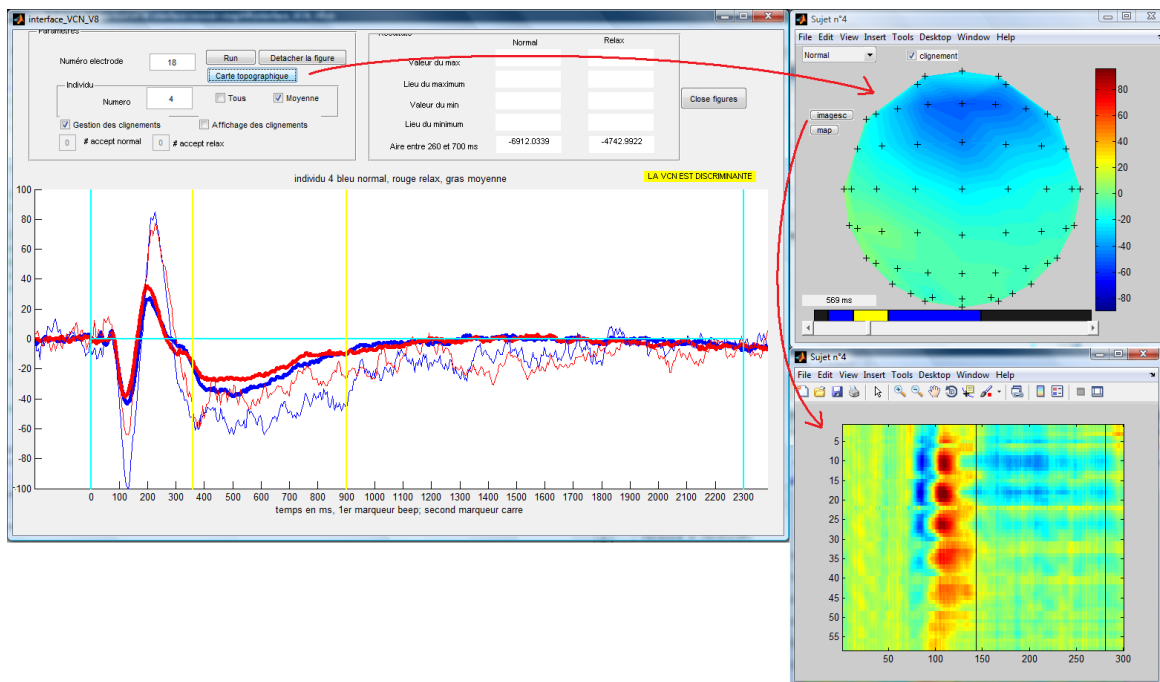 interface_VCN_V8
Parametres
Numéro electrode 18 Run Detacher la figure
Carte topographique
Individu
Numero 4 Tous Moyenne
Gestion des clignements Affichage des clignements
0 # accept normal 0 # accept relax
Resultats
Normal Relax
Valeur du max
Lieu du maximum
Valeur du min
Lieu du minimum
Aire entre 260 et 700 ms -6912.0339 -4742.9922
Close figures
individu 4 bleu normal, rouge relax, gras moyenne
LA VCN EST DISCRIMINANTE
100
80
60
40
20
0
-20
-40
-60
-80
-100
0 100 200 300 400 500 600 700 800 900 1000 1100 1200 1300 1400 1500 1600 1700 1800 1900 2000 2100 2200 2300
temps en ms, 1er marqueur beep; second marqueur carre
Sujet n°4
File Edit View Insert Tools Desktop Window Help
Normal clignement
imagesc
map
80
60
40
20
0
-20
-40
-60
-80
569 ms
Sujet n°4
File Edit View Insert Tools Desktop Window Help
5
10
15
20
25
30
35
40
45
50
55
50 100 150 200 250 300